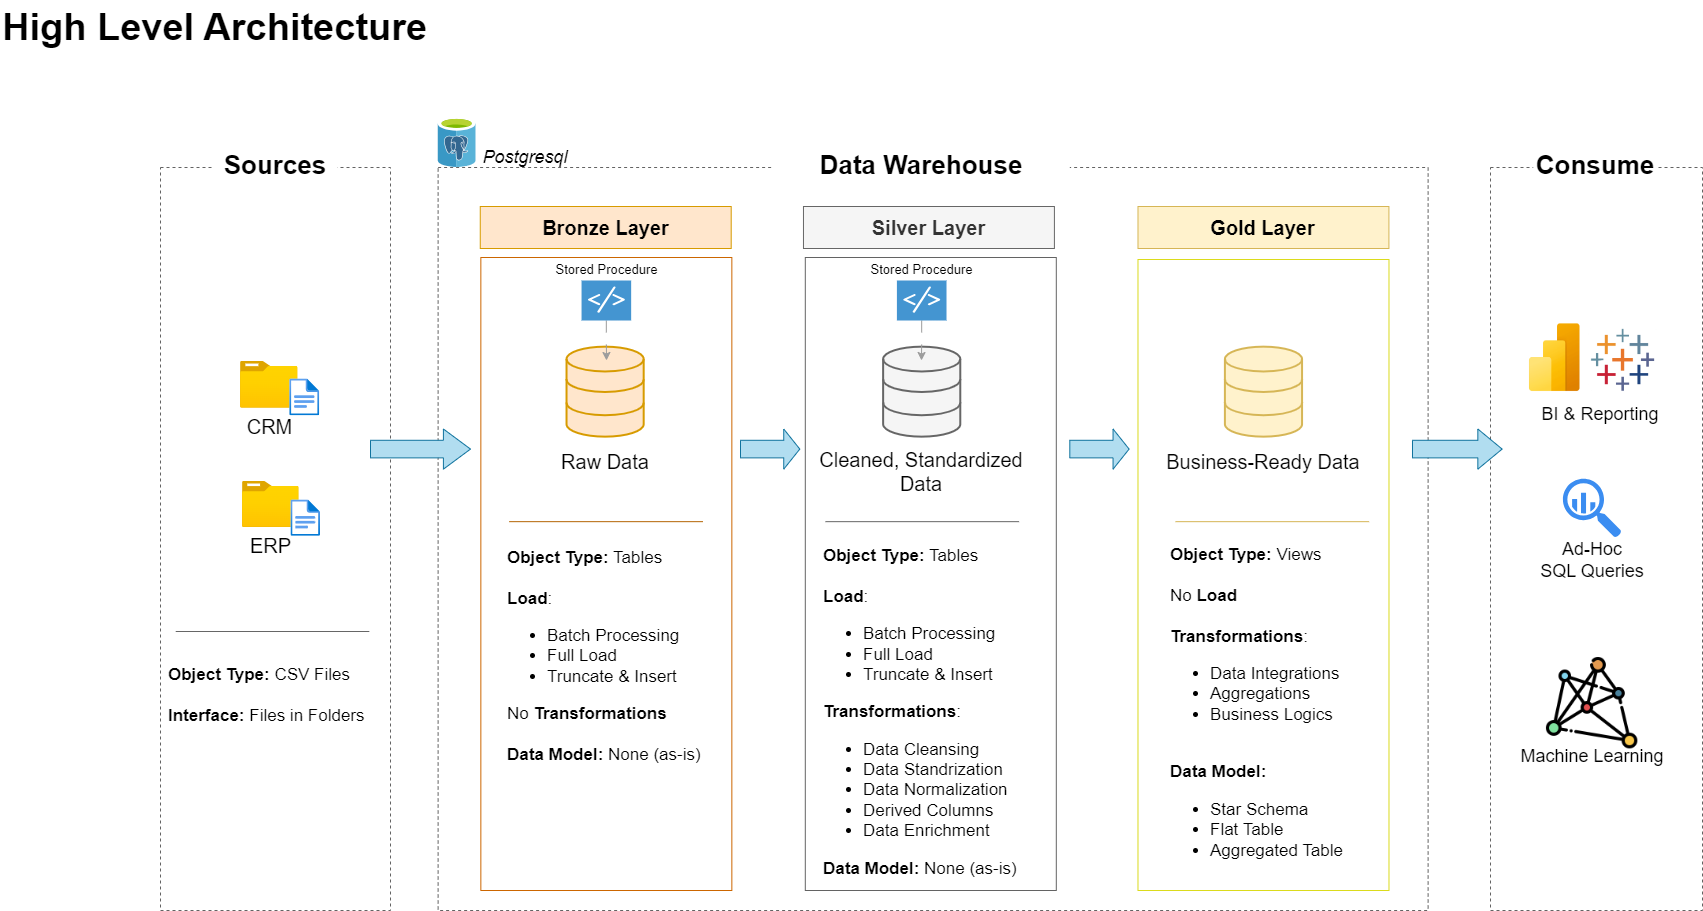 High Level Architecture
Sources
CRM
ERP
Object Type: CSV Files
Interface: Files in Folders
Postgresql
Data Warehouse
Bronze Layer
Stored Procedure
</>
Raw Data
Object Type: Tables
Load:
• Batch Processing
• Full Load
• Truncate & Insert
No Transformations
Data Model: None (as-is)
Silver Layer
Stored Procedure
</>
Cleaned, Standardized
Data
Object Type: Tables
Load:
• Batch Processing
• Full Load
• Truncate & Insert
Transformations:
• Data Cleansing
• Data Standrization
• Data Normalization
• Derived Columns
• Data Enrichment
Data Model: None (as-is)
Gold Layer
Business-Ready Data
Object Type: Views
No Load
Transformations:
• Data Integrations
• Aggregations
• Business Logics
Data Model:
• Star Schema
• Flat Table
• Aggregated Table
Consume
BI & Reporting
Ad-Hoc
SQL Queries
Machine Learning